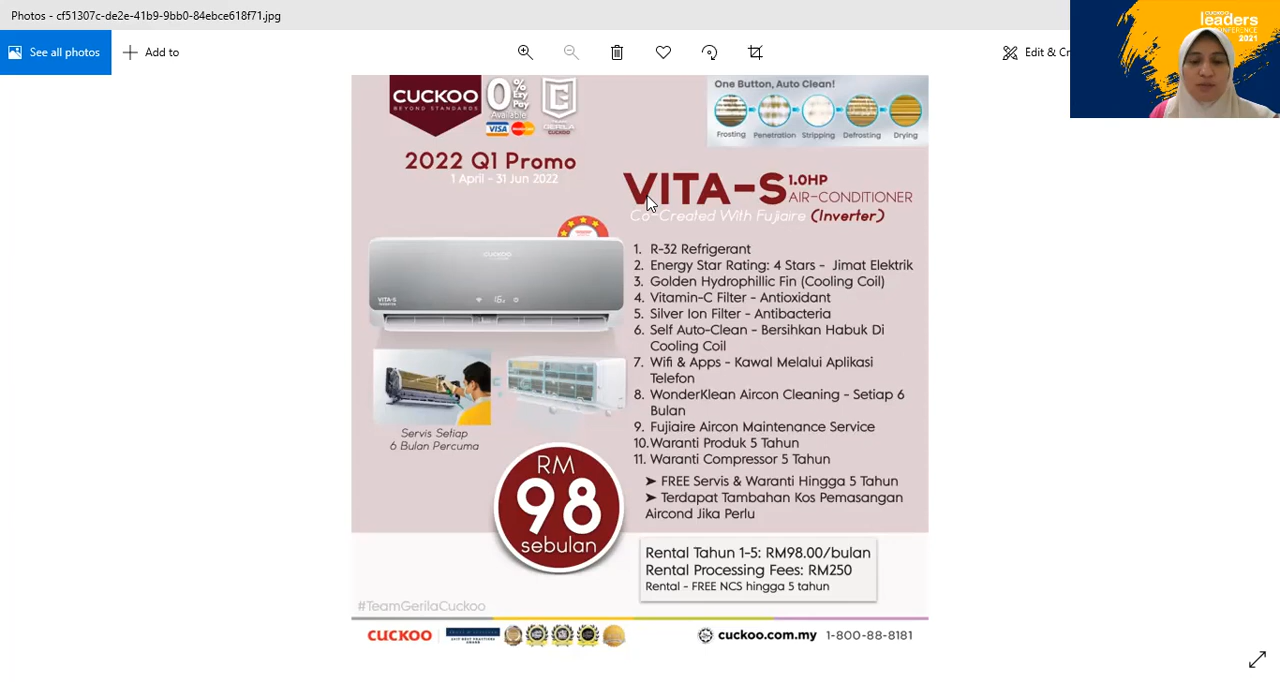 Photos - cf51307c-de2e-41b9-9bb0-84ebce618f71.jpg
See all photos
Add to
Edit & Cr
CUCKOO
leaders
CONFERENCE
2021
CUCKOO
BEYOND STANDARDS
0%
Ezy
Pay
Available
VISA
GERILA
CUCKOO
One Button, Auto Clean!
Frosting
Penetration
Stripping
Defrosting
Drying
2022 Q1 Promo
1 April - 31 Jun 2022
VITA-S 1.0HP
AIR-CONDITIONER
Co-Created With Fujiaire (Inverter)
CUCKOO
VITA-S
1. R-32 Refrigerant
2. Energy Star Rating: 4 Stars - Jimat Elektrik
3. Golden Hydrophillic Fin (Cooling Coil)
4. Vitamin-C Filter - Antioxidant
5. Silver Ion Filter - Antibacteria
6. Self Auto-Clean - Bersihkan Habuk Di
Cooling Coil
7. Wifi & Apps - Kawal Melalui Aplikasi
Telefon
8. WonderKlean Aircon Cleaning - Setiap 6
Bulan
9. Fujiaire Aircon Maintenance Service
10. Waranti Produk 5 Tahun
11. Waranti Compressor 5 Tahun
➤ FREE Servis & Waranti Hingga 5 Tahun
➤ Terdapat Tambahan Kos Pemasangan
Aircond Jika Perlu
Servis Setiap
6 Bulan Percuma
RM
98
sebulan
Rental Tahun 1-5: RM98.00/bulan
Rental Processing Fees: RM250
Rental - FREE NCS hingga 5 tahun
#TeamGerilaCuckoo
CUCKOO
cuckoo.com.my 1-800-88-8181